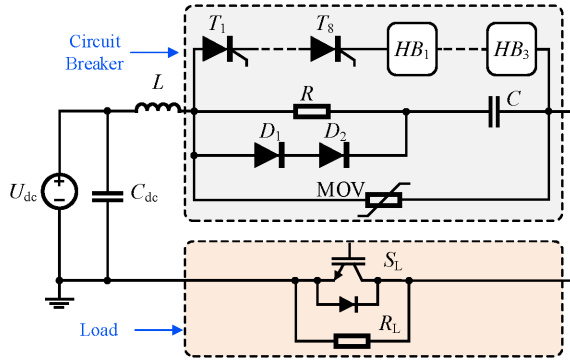 Circuit
Breaker
T1
T8
HB1
HB3
L
R
C
D1
D2
MOV
Udc
+
-
Cdc
SL
RL
Load